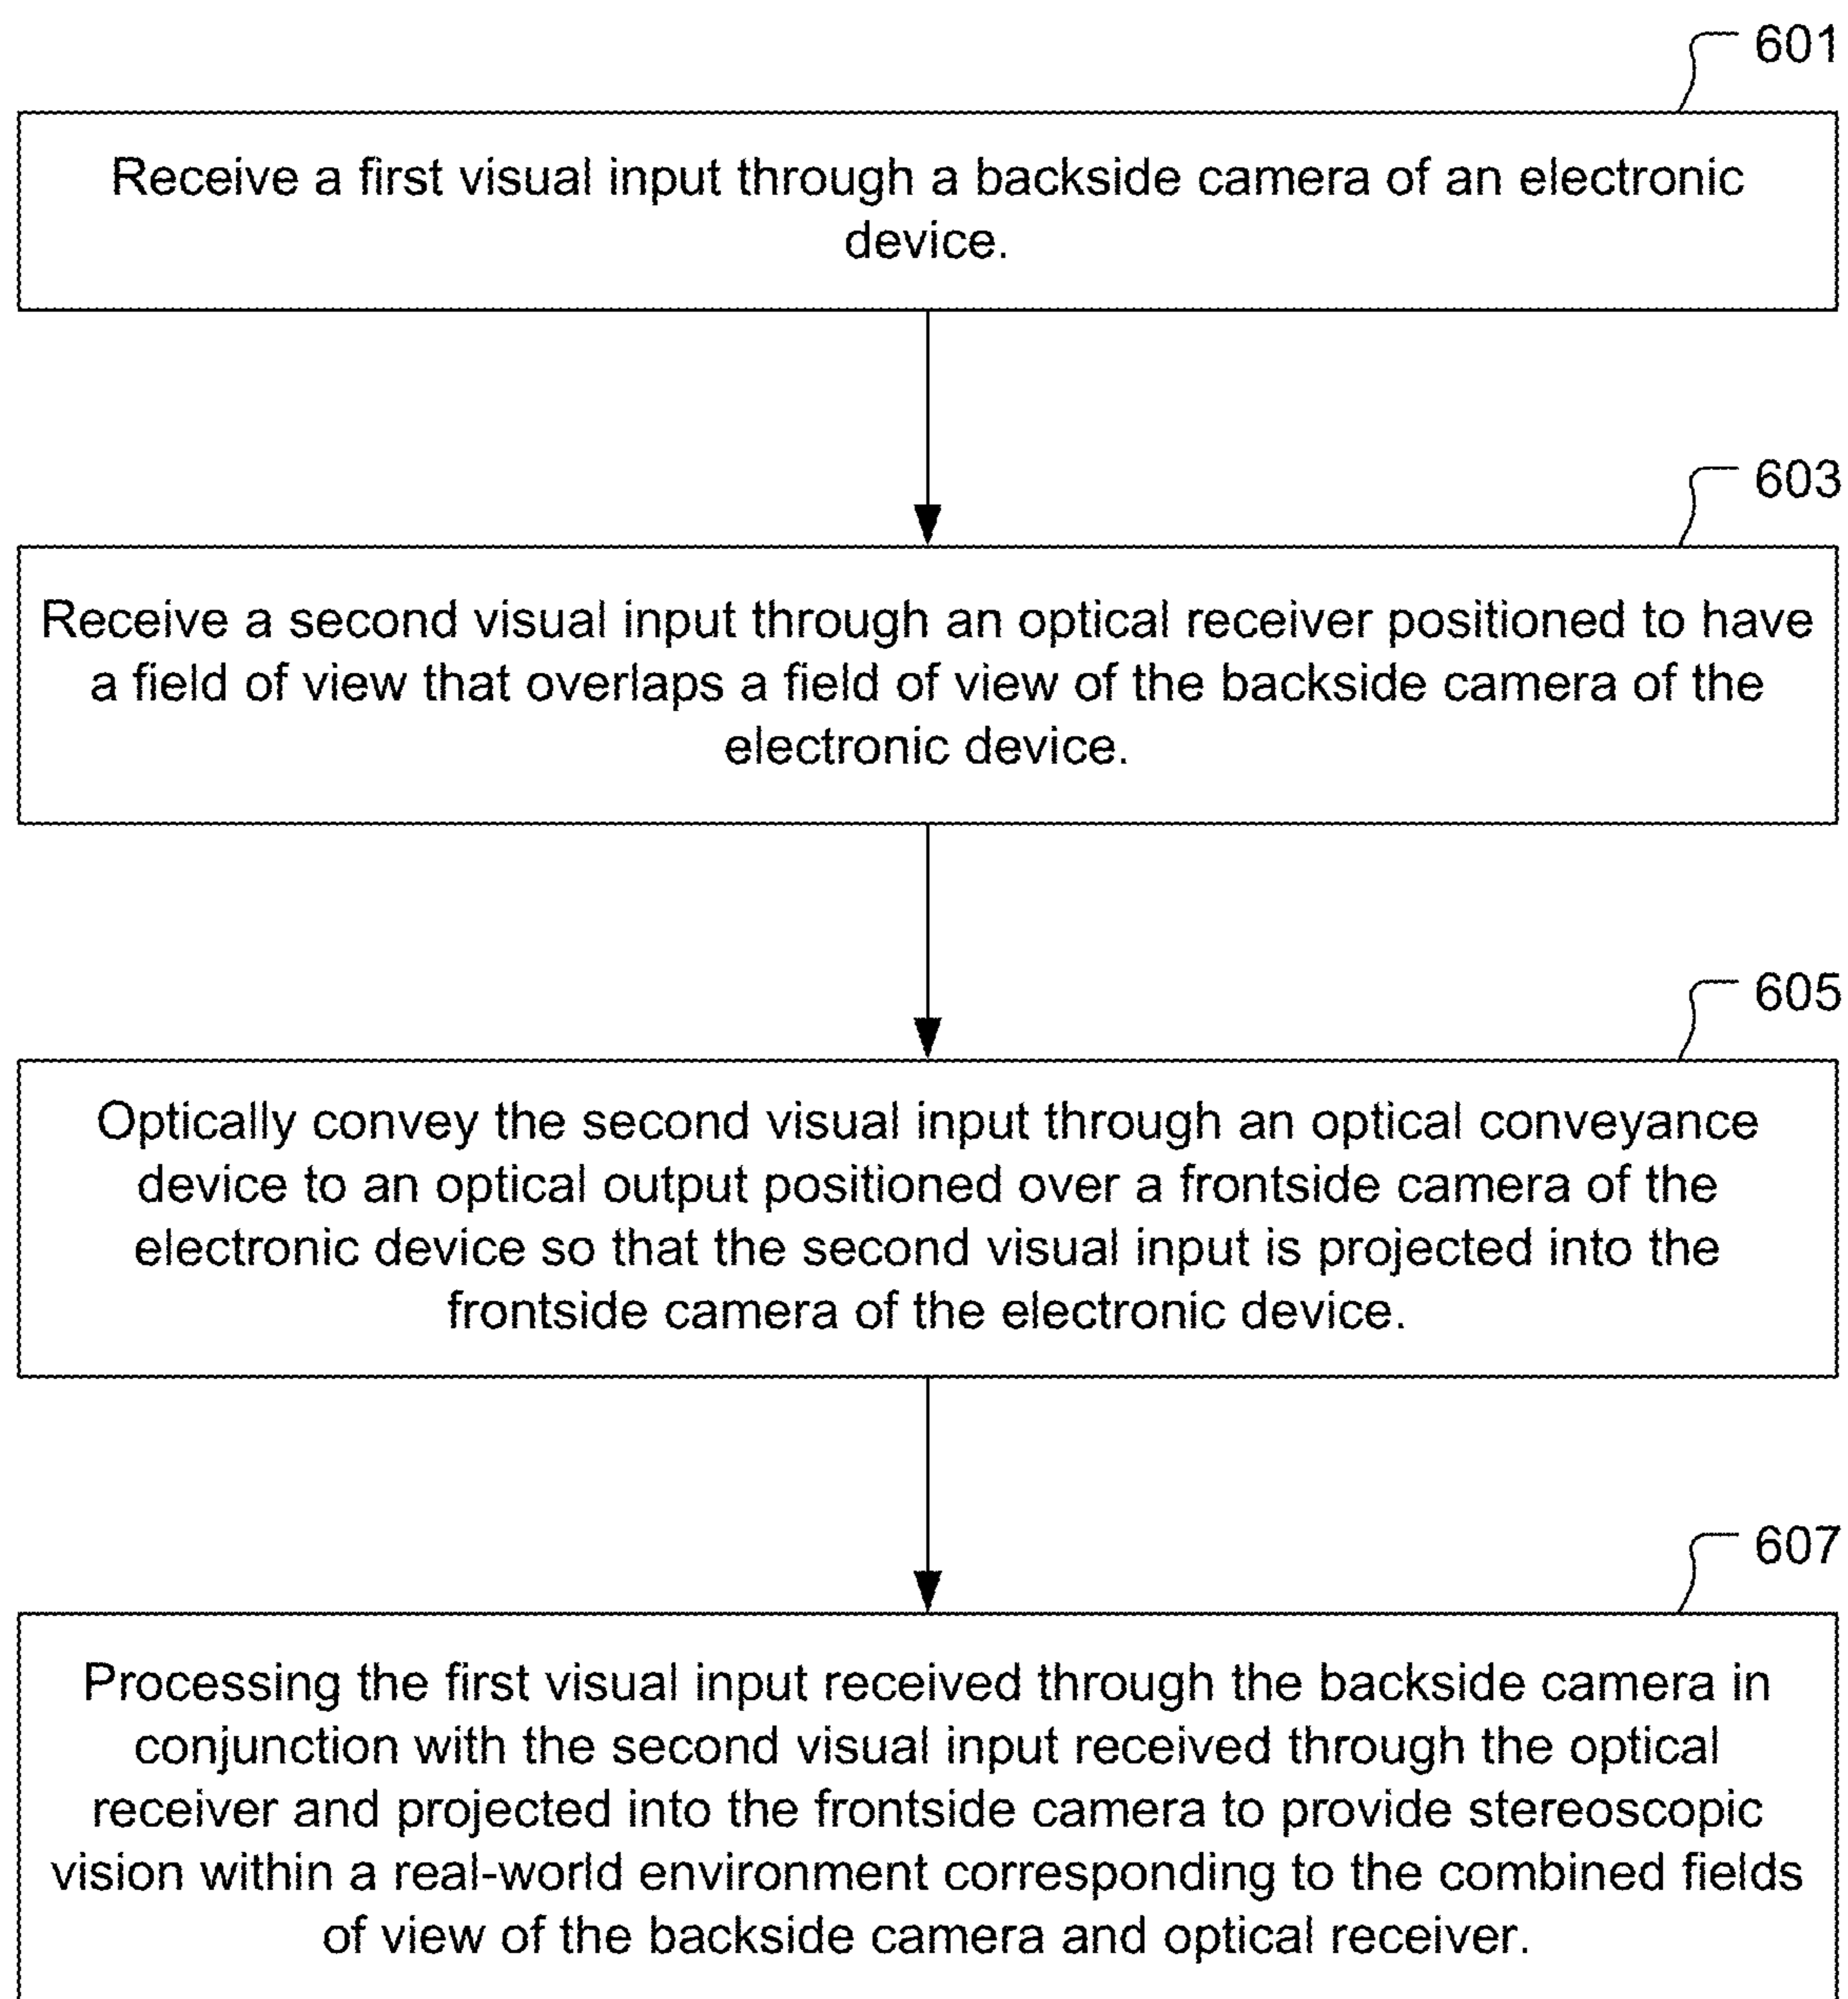 601
Receive a first visual input through a backside camera of an electronic
device.
603
Receive a second visual input through an optical receiver positioned to have
a field of view that overlaps a field of view of the backside camera of the
electronic device.
605
Optically convey the second visual input through an optical conveyance
device to an optical output positioned over a frontside camera of the
electronic device so that the second visual input is projected into the
frontside camera of the electronic device.
607
Processing the first visual input received through the backside camera in
conjunction with the second visual input received through the optical
receiver and projected into the frontside camera to provide stereoscopic
vision within a real-world environment corresponding to the combined fields
of view of the backside camera and optical receiver.